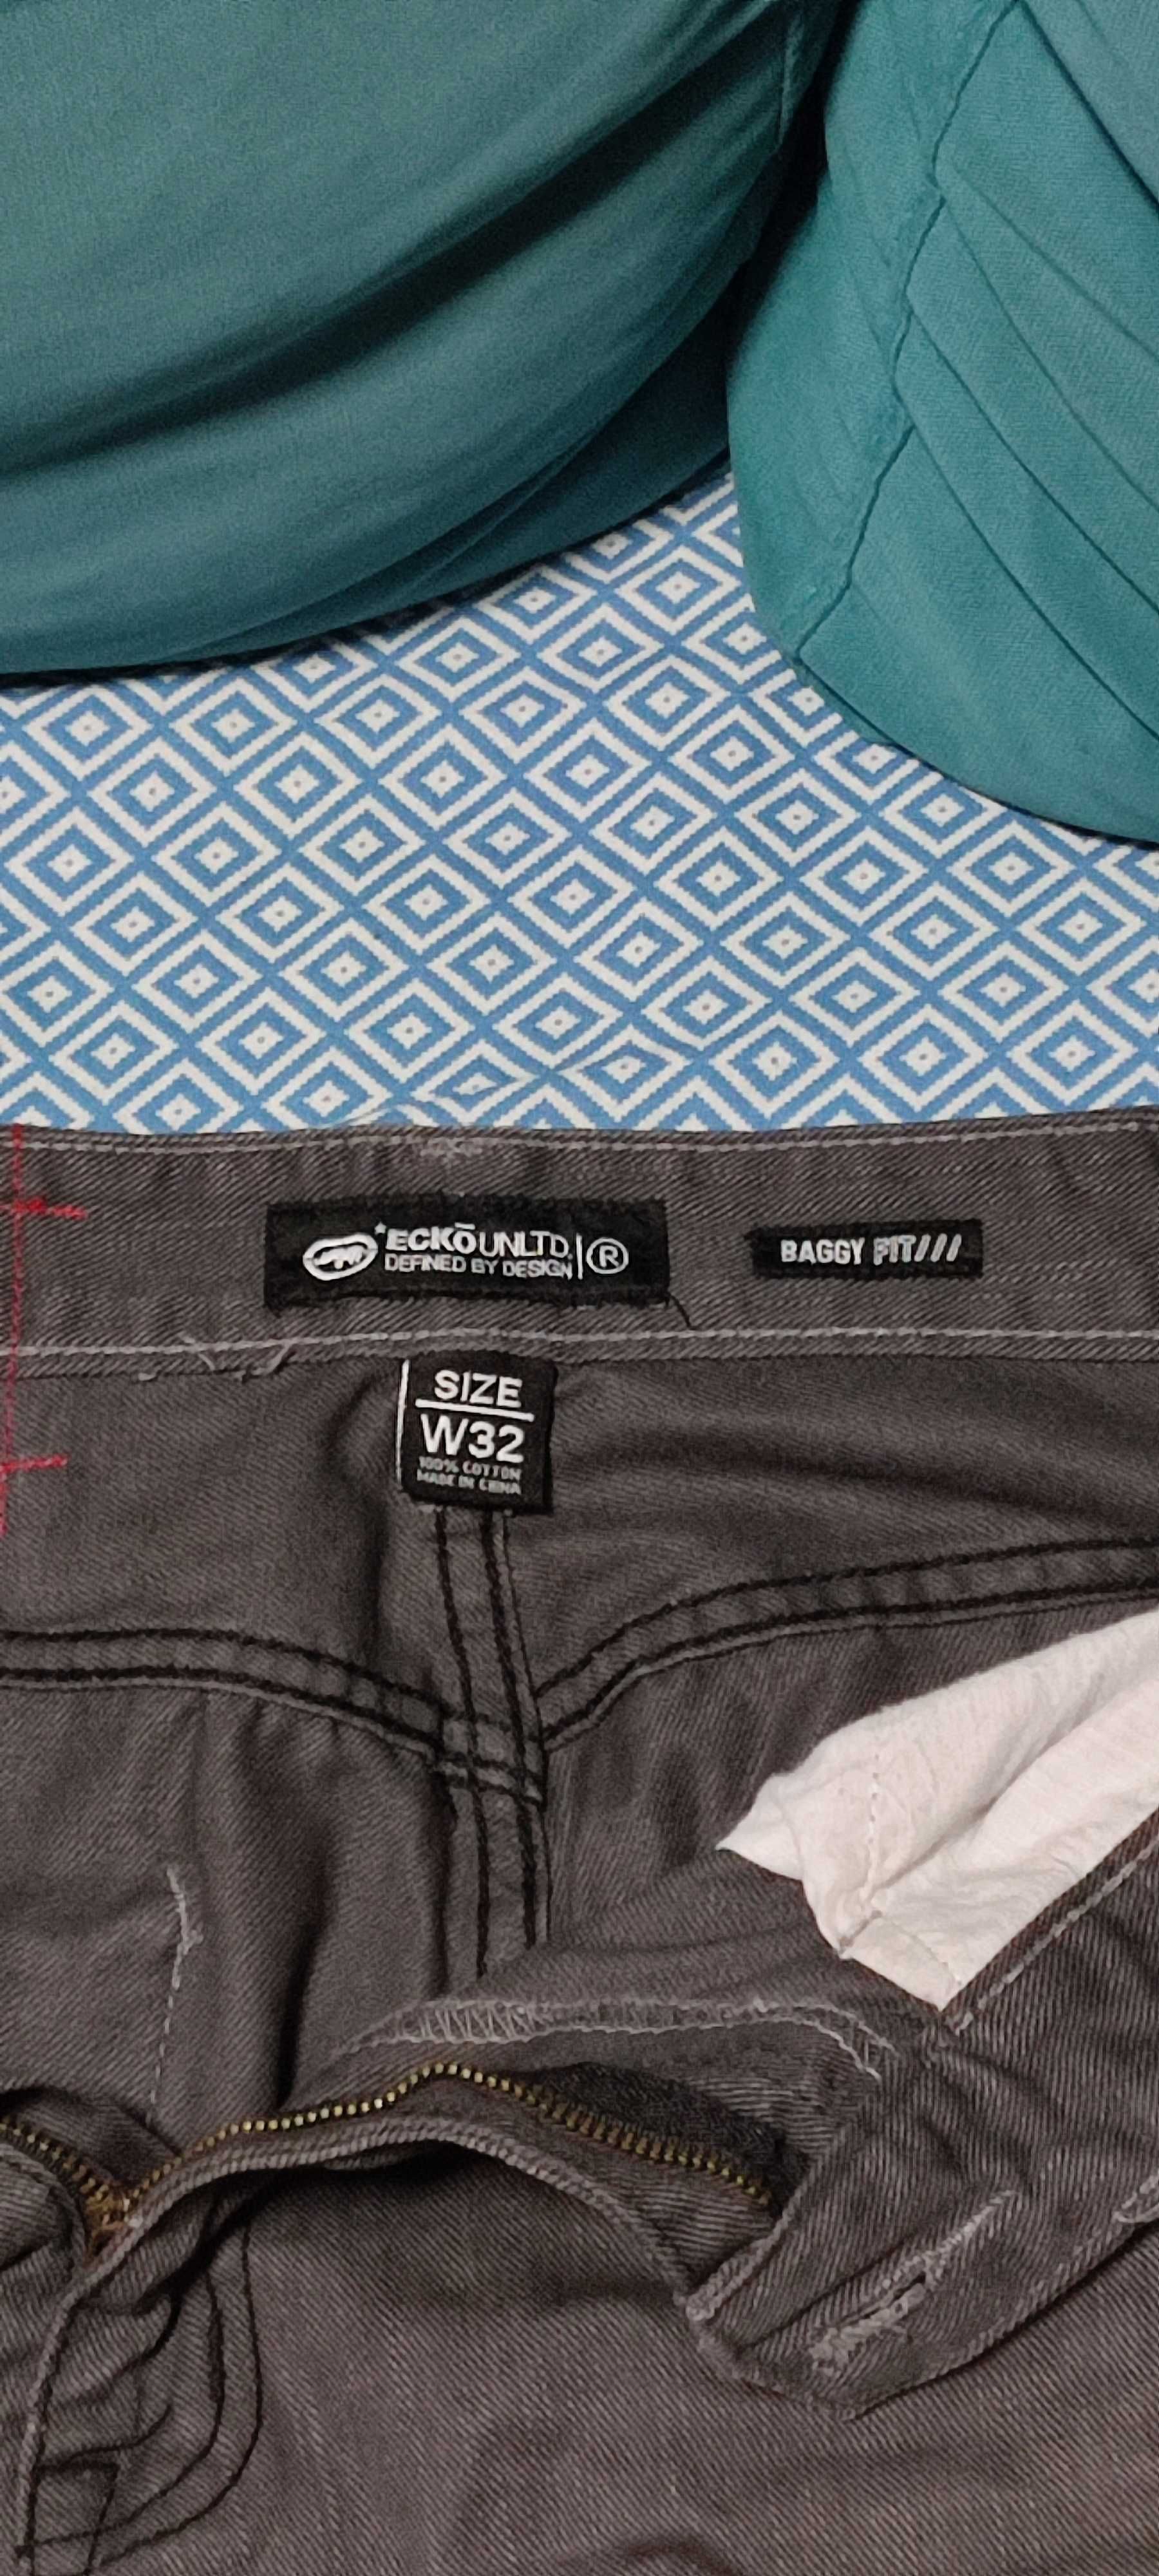 *ECKŌ UNLTD.|®
DEFINED BY DESIGN
BAGGY FIT///
SIZE
W32
100% COTTON
MADE IN CHINA